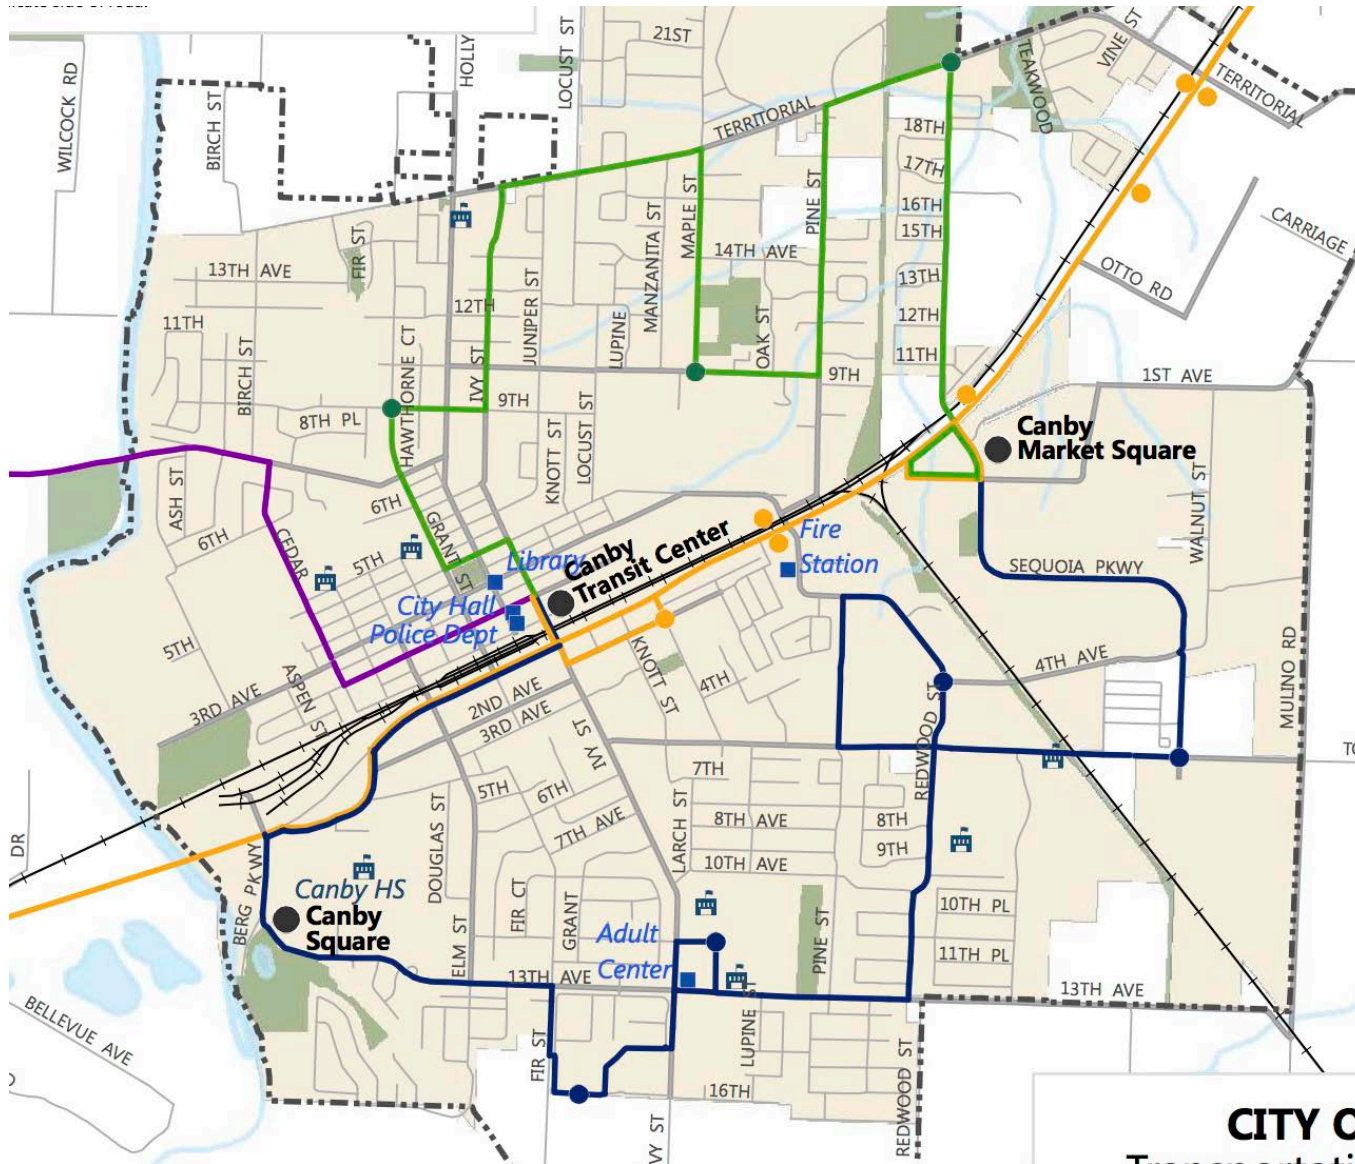 21ST
LOCUST ST
HOLLY
WILCOCK RD
BIRCH ST
TERRITORIAL
TEAKWOOD
VINE ST
TERRITORIAL
18TH
17TH
16TH
15TH
PINE ST
MAPLE ST
MANZANITA ST
14TH AVE
CARRIAGE
FIR ST
13TH AVE
13TH
OTTO RD
JUNIPER ST
12TH
12TH
LUPINE
OAK ST
11TH
11TH
HAWTHORNE CT
BIRCH ST
IVY ST
9TH
9TH
1ST AVE
8TH PL
KNOTT ST
LOCUST ST
Canby
Market Square
ASH ST
6TH
6TH
CEDAR
5TH
GRANT ST
Library
Canby
Transit Center
Fire
Station
WALNUT ST
SEQUOIA PKWY
City Hall
Police Dept
5TH
ASPEN ST
3RD AVE
2ND AVE
3RD AVE
KNOTT ST
4TH
4TH AVE
REDWOOD ST
MULINO RD
IVY ST
TO
7TH
5TH
6TH
7TH AVE
DOUGLAS ST
LARCH ST
8TH AVE
8TH
9TH
10TH AVE
DR
BERG PKWY
Canby HS
Canby
Square
FIR CT
GRANT
ELM ST
Adult
Center
PINE ST
10TH PL
11TH PL
13TH AVE
13TH AVE
BELLEVUE AVE
FIR ST
LUPINE ST
16TH
REDWOOD ST
VY ST
CITY O